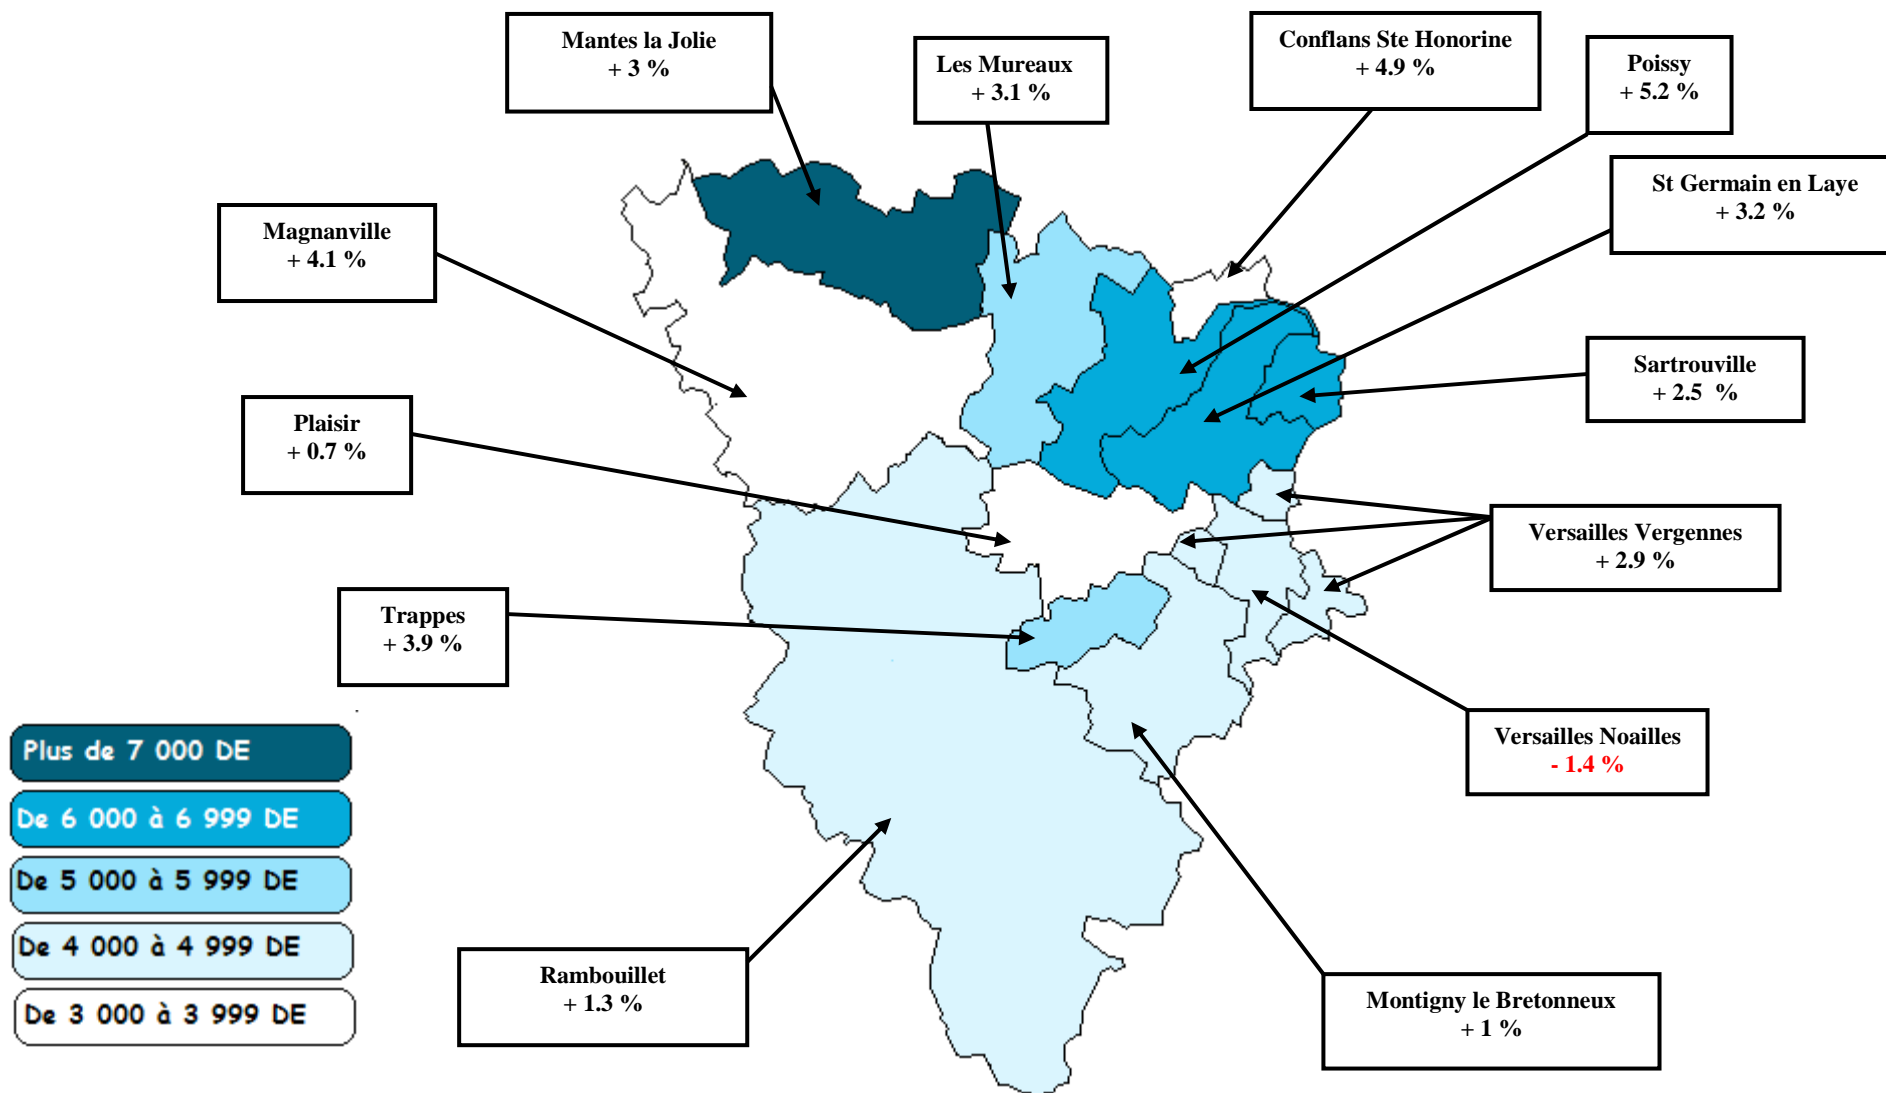 Mantes la Jolie
+ 3 %
Les Mureaux
+ 3.1 %
Conflans Ste Honorine
+ 4.9 %
Poissy
+ 5.2 %
St Germain en Laye
+ 3.2 %
Magnanville
+ 4.1 %
Sartrouville
+ 2.5 %
Plaisir
+ 0.7 %
Versailles Vergennes
+ 2.9 %
Trappes
+ 3.9 %
Versailles Noailles
- 1.4 %
Rambouillet
+ 1.3 %
Montigny le Bretonneux
+ 1 %
Plus de 7 000 DE
De 6 000 à 6 999 DE
De 5 000 à 5 999 DE
De 4 000 à 4 999 DE
De 3 000 à 3 999 DE